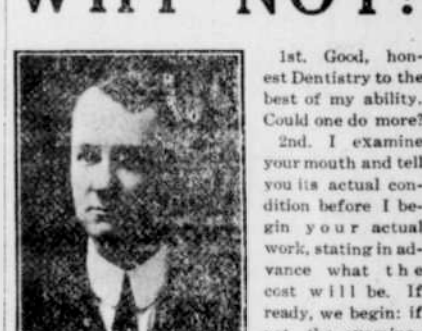 WHY NOT?
1st. Good, hon-
est Dentistry to the
best of my ability.
Could one do more?
2nd. I examine
your mouth and tell
you its actual con-
dition before I be-
gin your actual
work, stating in ad-
vance what the
cost will be. If
ready, we begin: if